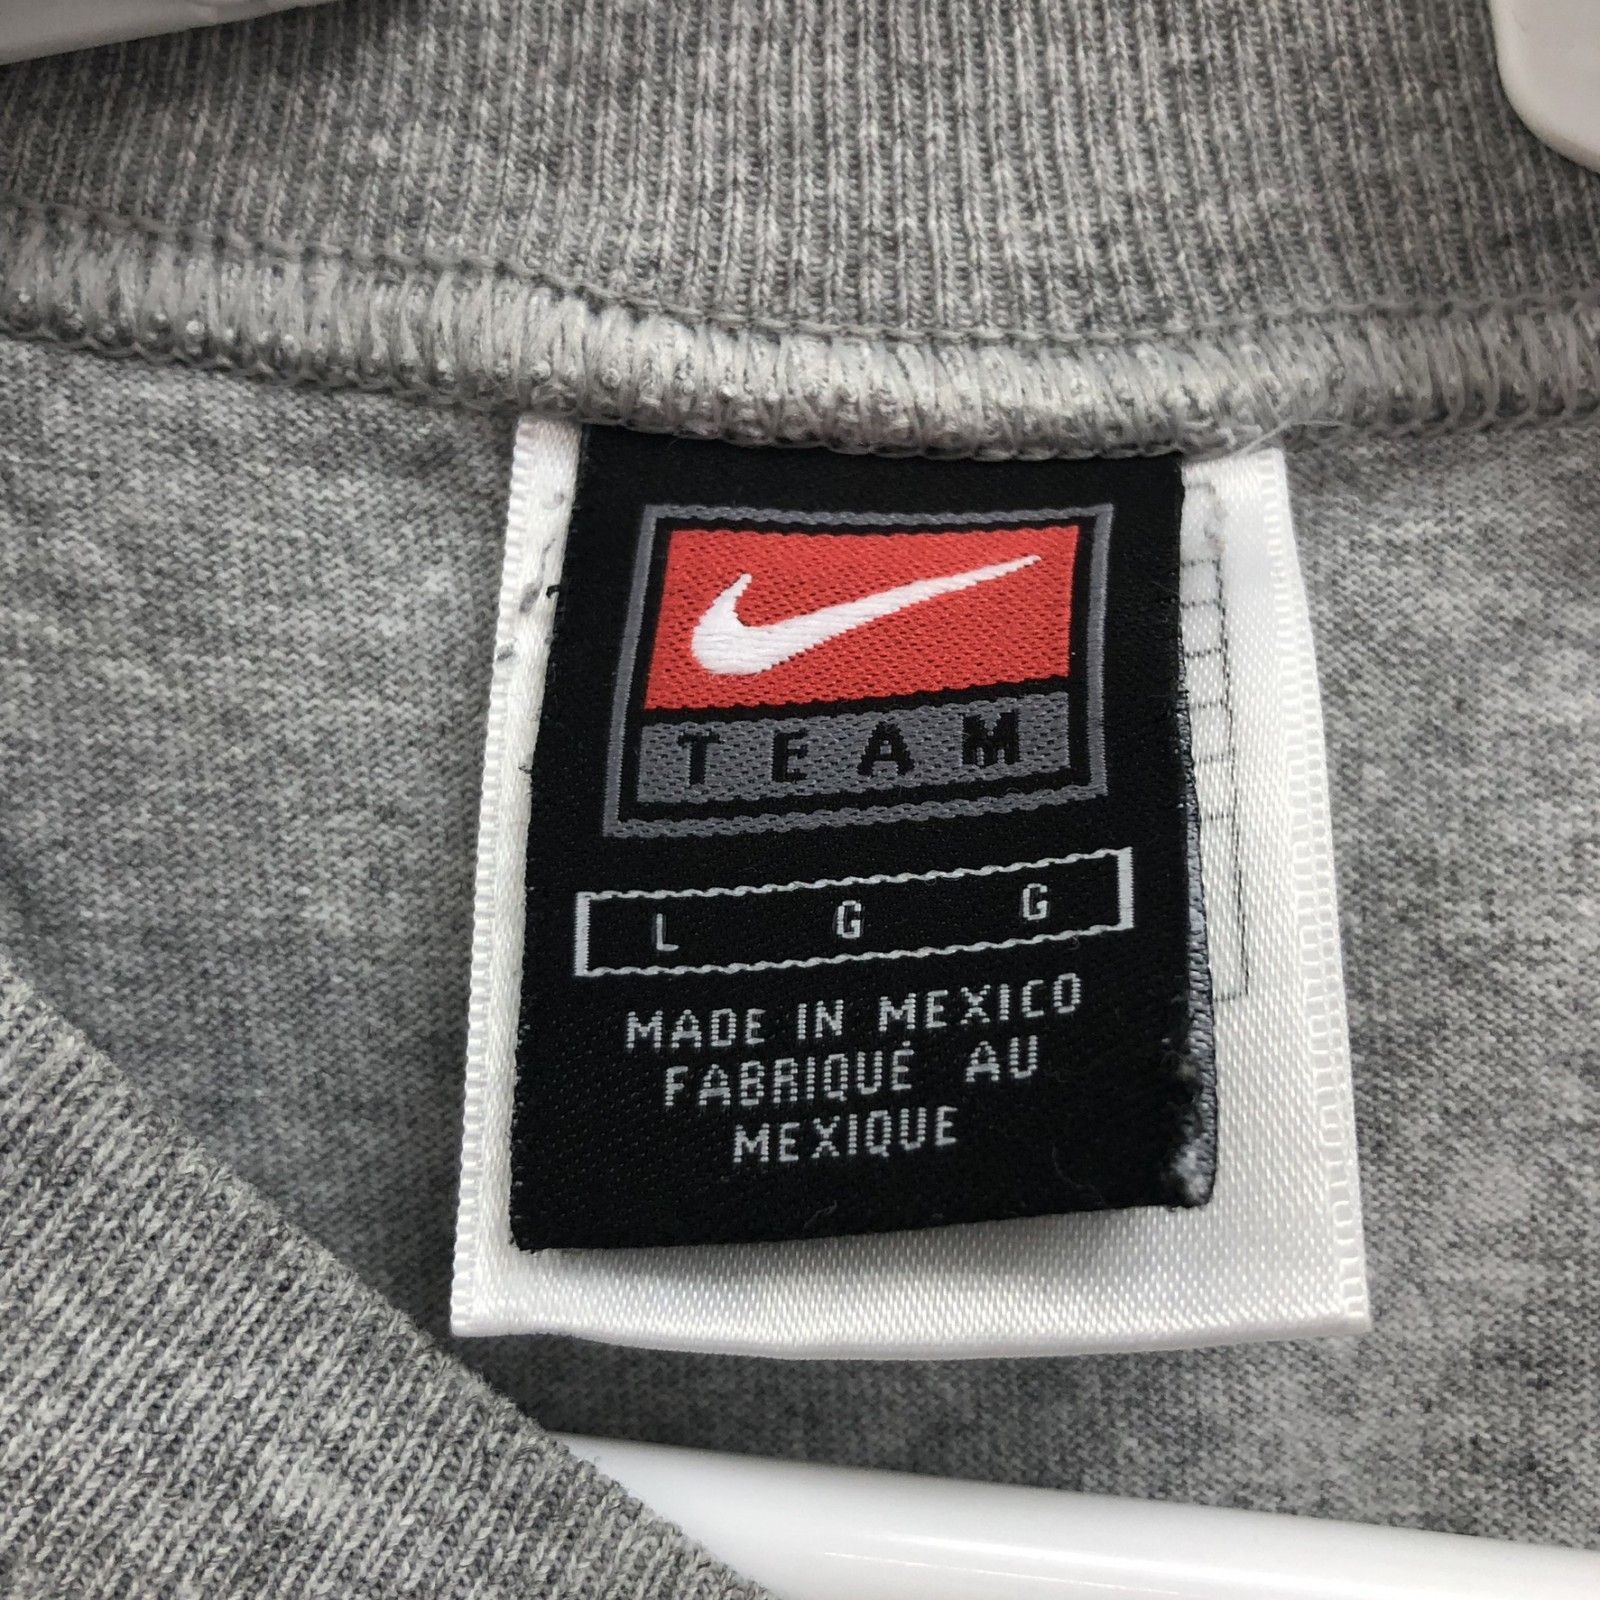 TEAM
L G G
MADE IN MEXICO
FABRIQUÉ AU
MEXIQUE